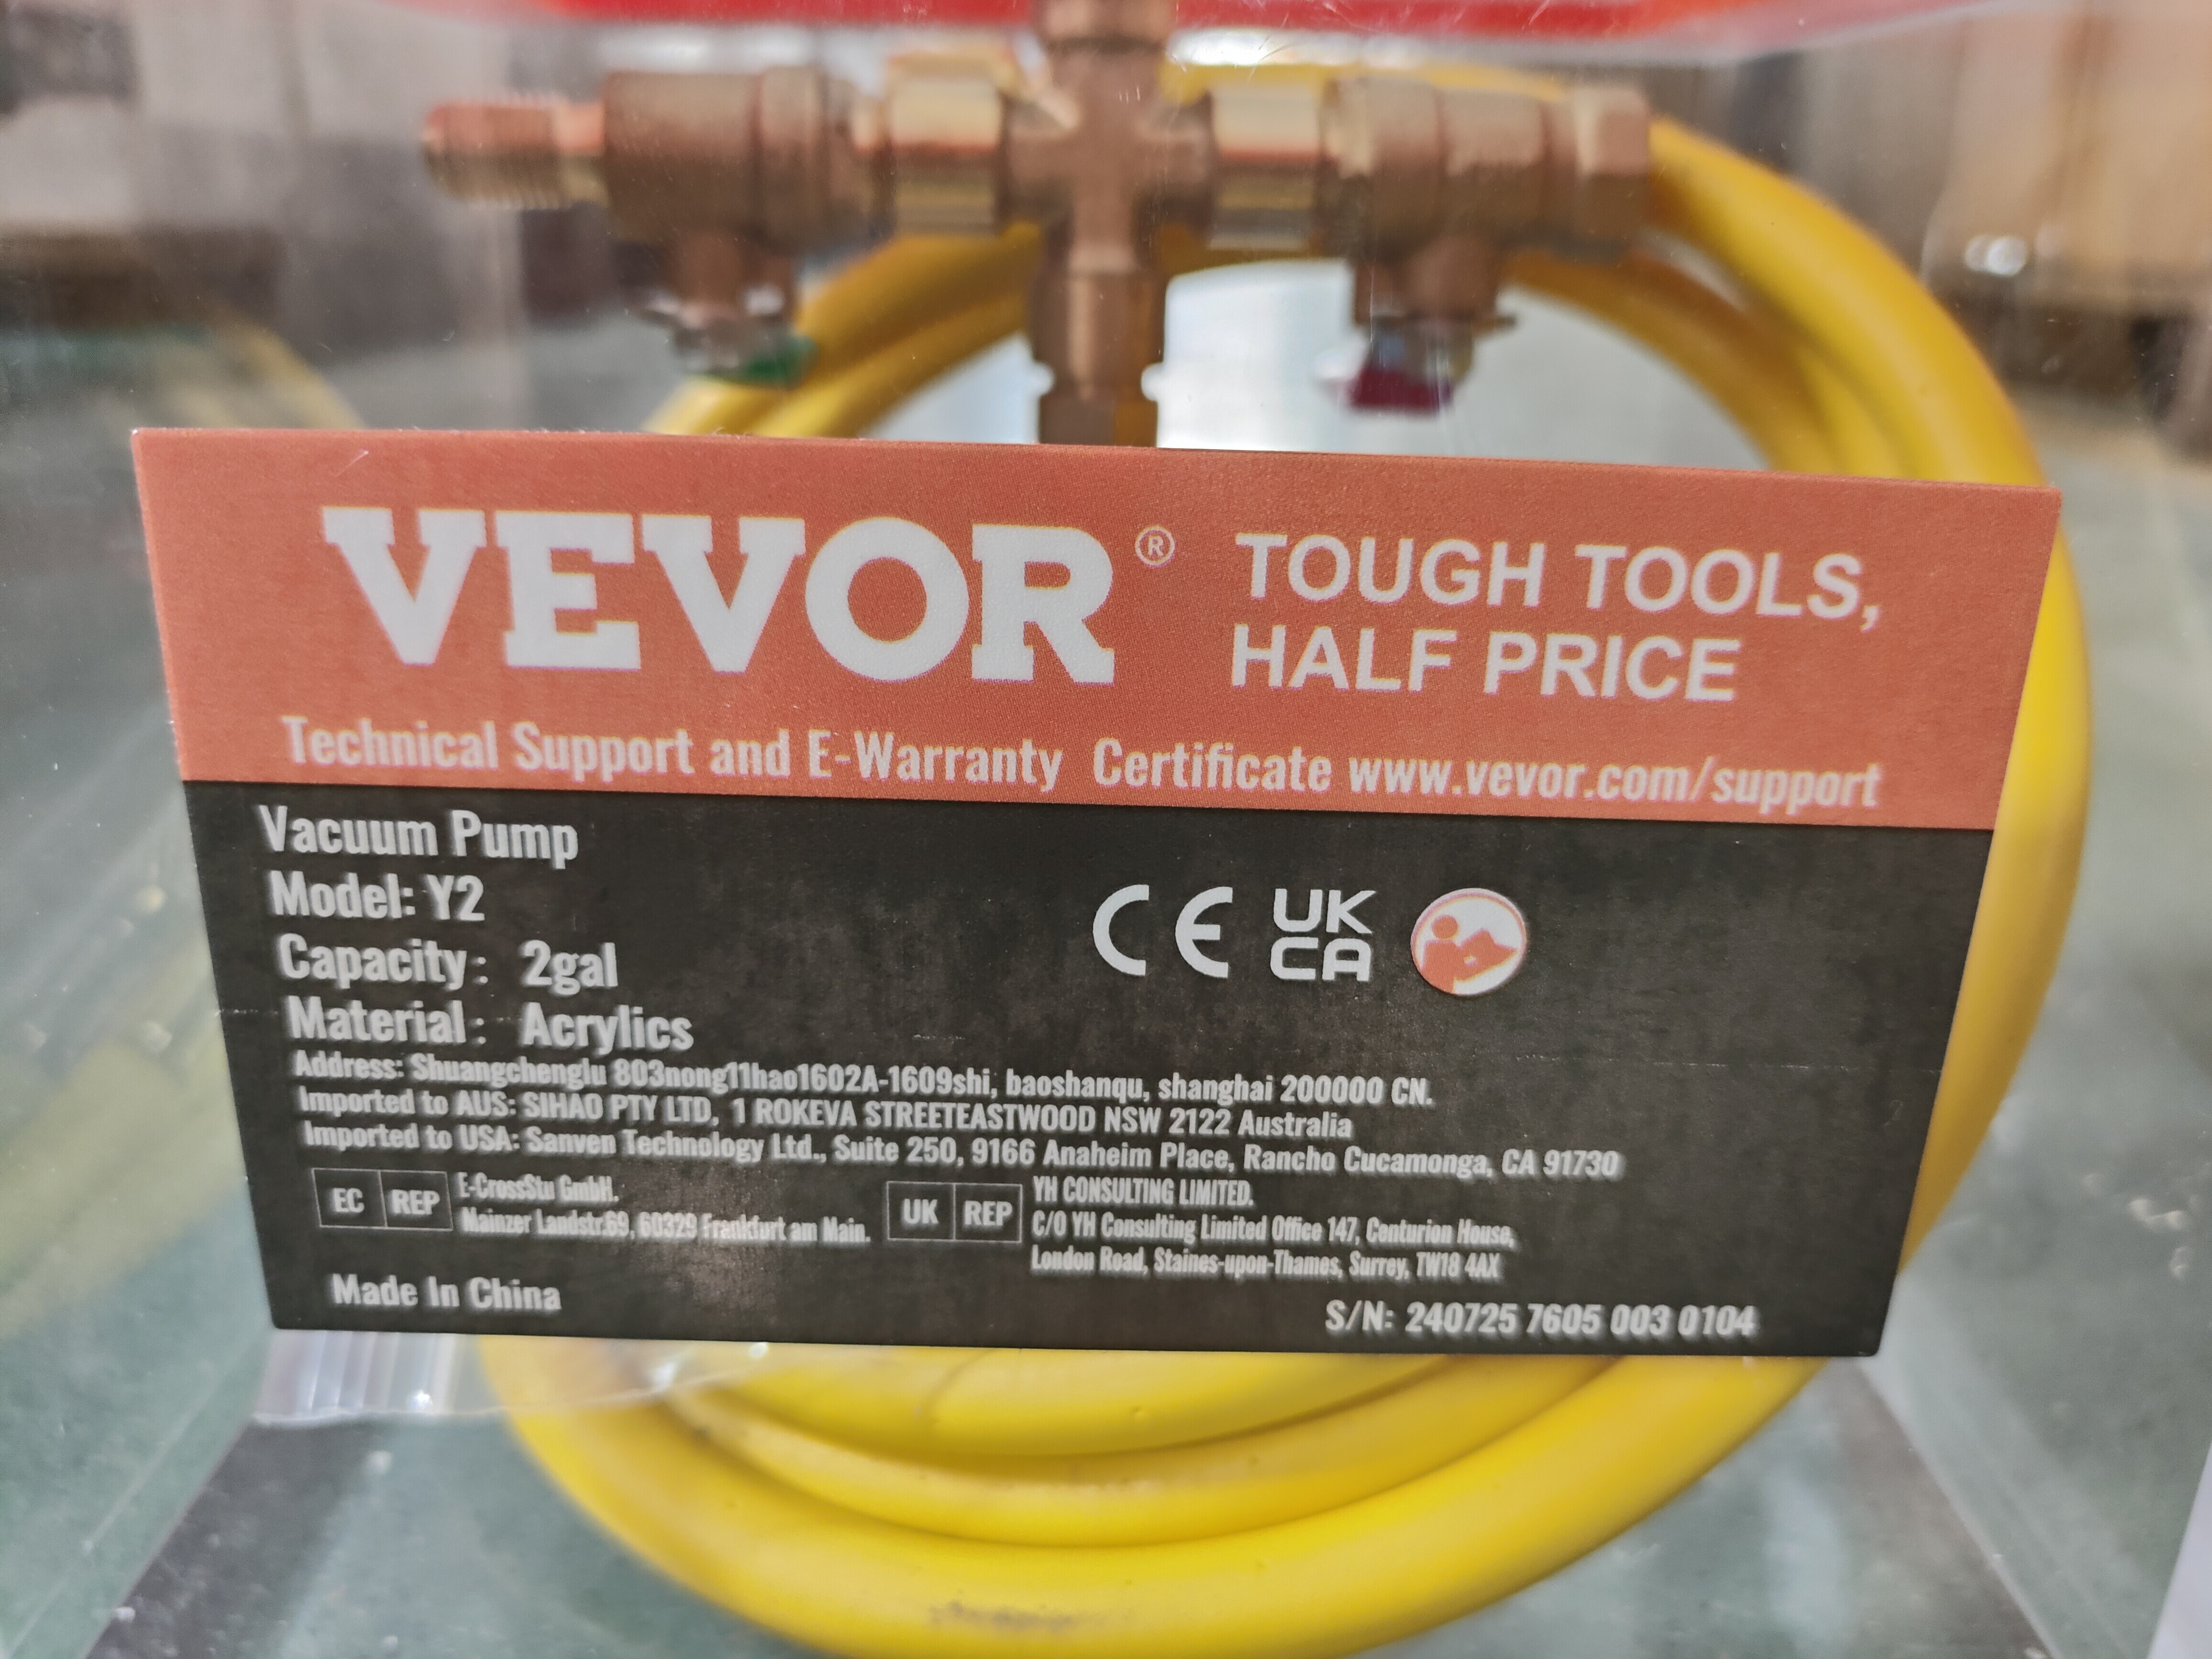 VEVOR® TOUGH TOOLS,
HALF PRICE
Technical Support and E-Warranty Certificate www.vevor.com/support
Vacuum Pump
Model: Y2
Capacity: 2gal
Material: Acrylics
CE UK
CA
Address: Shuangchenglu 803nong11hao1602A-1609shi, baoshanqu, shanghai 200000 CN.
Imported to AUS: SIHAO PTY LTD, 1 ROKEVA STREETEASTWOOD NSW 2122 Australia
Imported to USA: Sanven Technology Ltd., Suite 250, 9166 Anaheim Place, Rancho Cucamonga, CA 91730
EC REP E-CrossStu GmbH.
Mainzer Landstr.69, 60329 Frankfurt am Main.
UK REP YH CONSULTING LIMITED.
C/O YH Consulting Limited Office 147, Centurion House,
London Road, Staines-upon-Thames, Surrey, TW18 4AX
Made In China
S/N: 240725 7605 003 0104